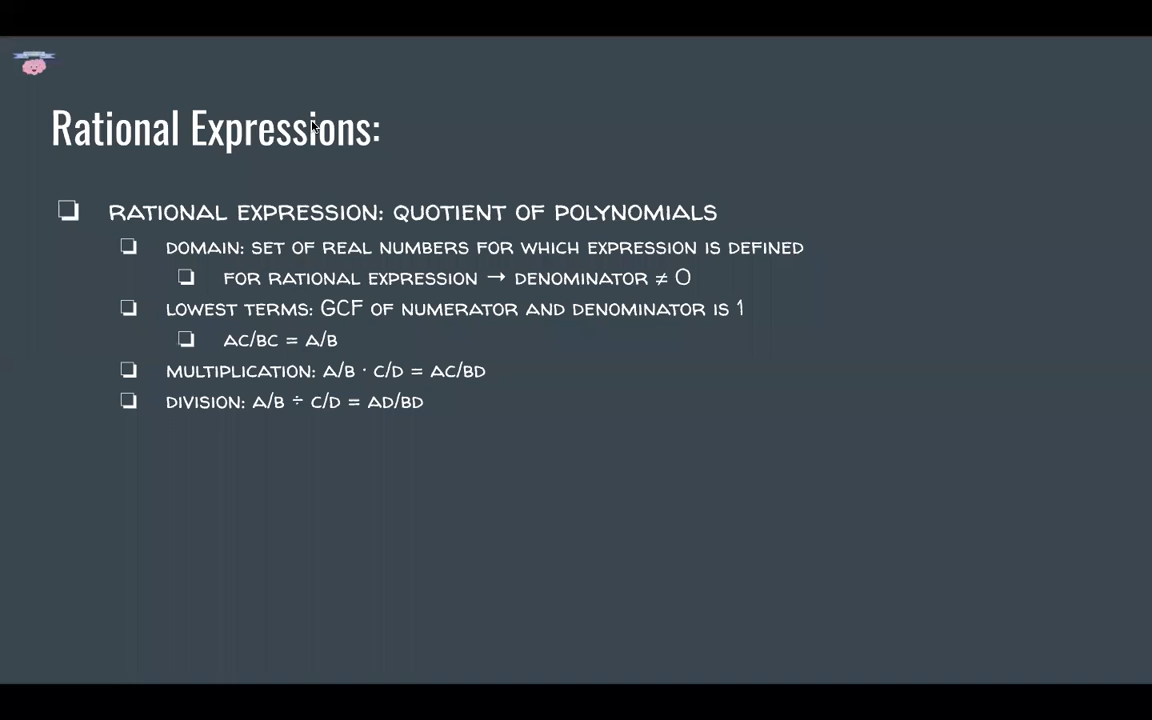 Rational Expressions:
❏ RATIONAL EXPRESSION: QUOTIENT OF POLYNOMIALS
❏ DOMAIN: SET OF REAL NUMBERS FOR WHICH EXPRESSION IS DEFINED
❏ FOR RATIONAL EXPRESSION → DENOMINATOR ≠ 0
❏ LOWEST TERMS: GCF OF NUMERATOR AND DENOMINATOR IS 1
❏ AC/BC = A/B
❏ MULTIPLICATION: A/B · C/D = AC/BD
❏ DIVISION: A/B ÷ C/D = AD/BD